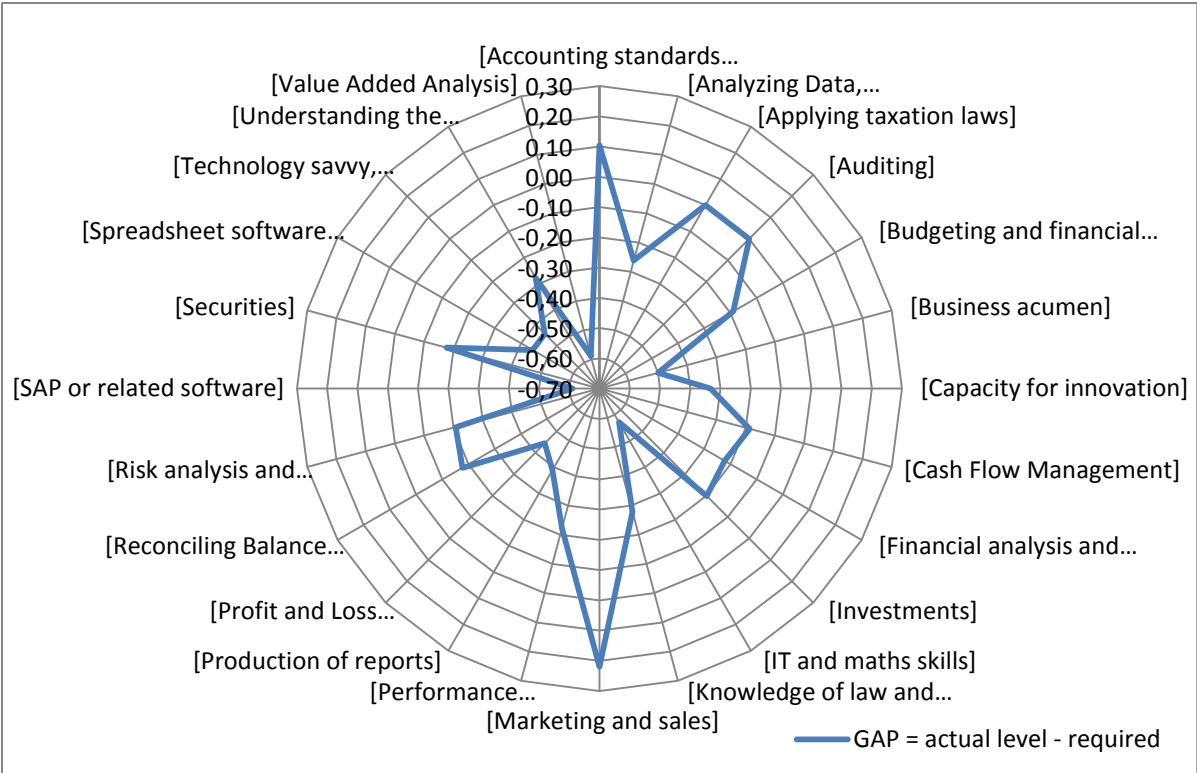 [Accounting standards…
[Analyzing Data,…
[Applying taxation laws]
[Auditing]
[Budgeting and financial…
[Business acumen]
[Capacity for innovation]
[Cash Flow Management]
[Financial analysis and…
[Investments]
[IT and maths skills]
[Knowledge of law and…
[Marketing and sales]
[Performance…
[Production of reports]
[Profit and Loss…
[Reconciling Balance…
[Risk analysis and…
[SAP or related software]
[Securities]
[Spreadsheet software…
[Technology savvy,…
[Understanding the…
[Value Added Analysis]
0,30
0,20
0,10
0,00
-0,10
-0,20
-0,30
-0,40
-0,50
-0,60
-0,70
GAP = actual level - required